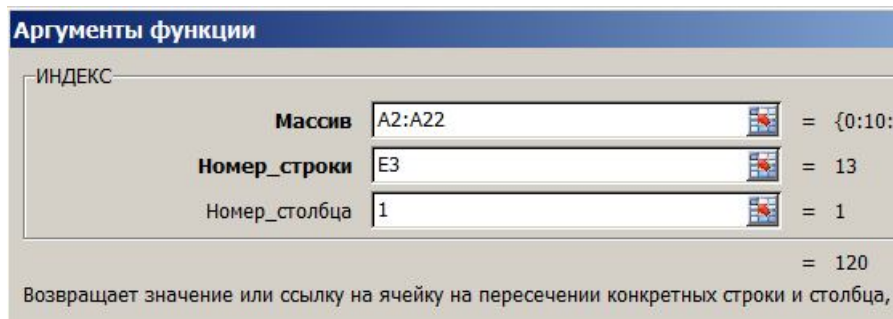 Аргументы функции
ИНДЕКС
Массив A2:A22 = {0:10:
Номер_строки E3 = 13
Номер_столбца 1 = 1
= 120
Возвращает значение или ссылку на ячейку на пересечении конкретных строки и столбца,